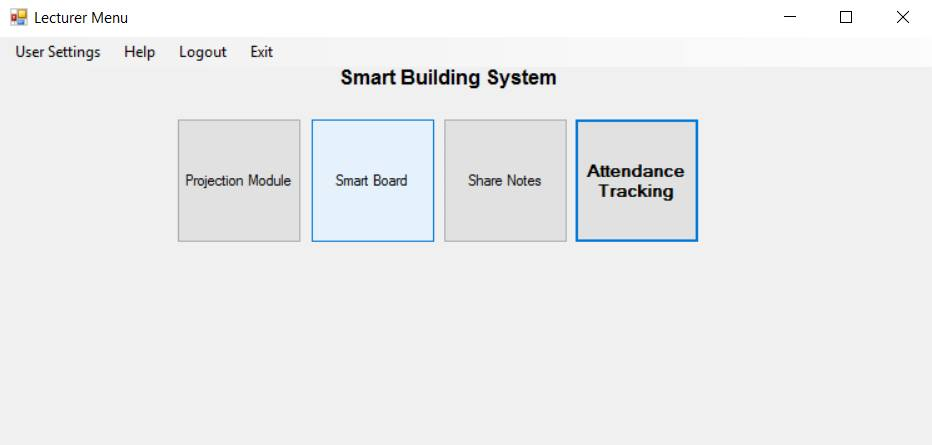 Lecturer Menu
User Settings Help Logout Exit
Smart Building System
Projection Module
Smart Board
Share Notes
Attendance
Tracking